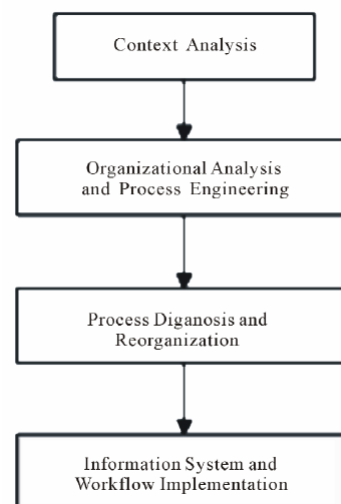 Context Analysis
Organizational Analysis
and Process Engineering
Process Diganosis and
Reorganization
Information System and
Workflow Implementation